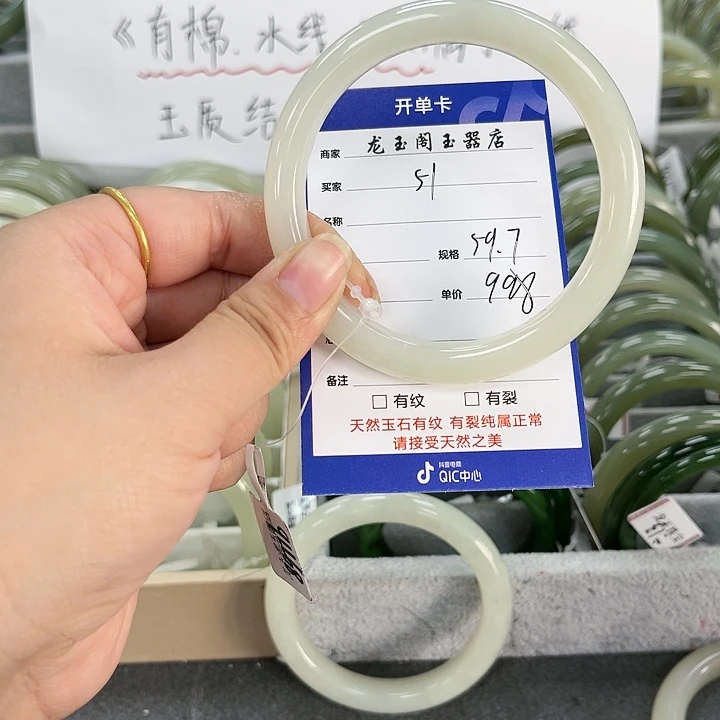 《有棉.水线
玉质结
开单卡
商家 龙玉阁玉器店
买家 51
名称
规格 59.7
单价 998
备注
□ 有纹 □ 有裂
天然玉石有纹 有裂纯属正常
请接受天然之美
抖音电商
QIC中心